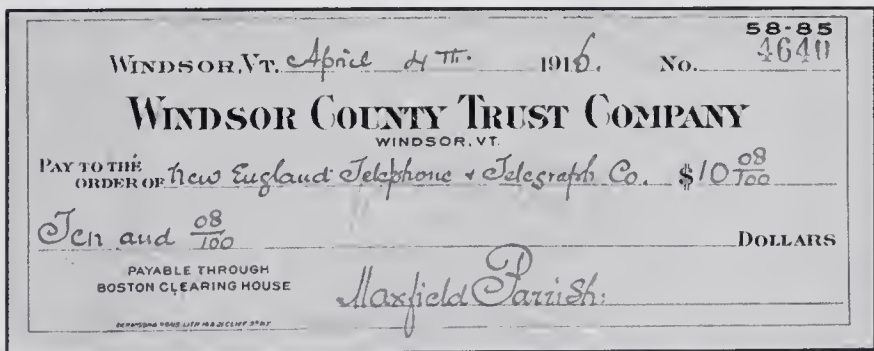 58-85
WINDSOR, VT. April 4TH. 1916. No. 4640
WINDSOR COUNTY TRUST COMPANY
WINDSOR, VT.
PAY TO THE ORDER OF New England Telephone & Telegraph Co. $10 08/100
Ten and 08/100 DOLLARS
PAYABLE THROUGH
BOSTON CLEARING HOUSE
Maxfield Parrish.